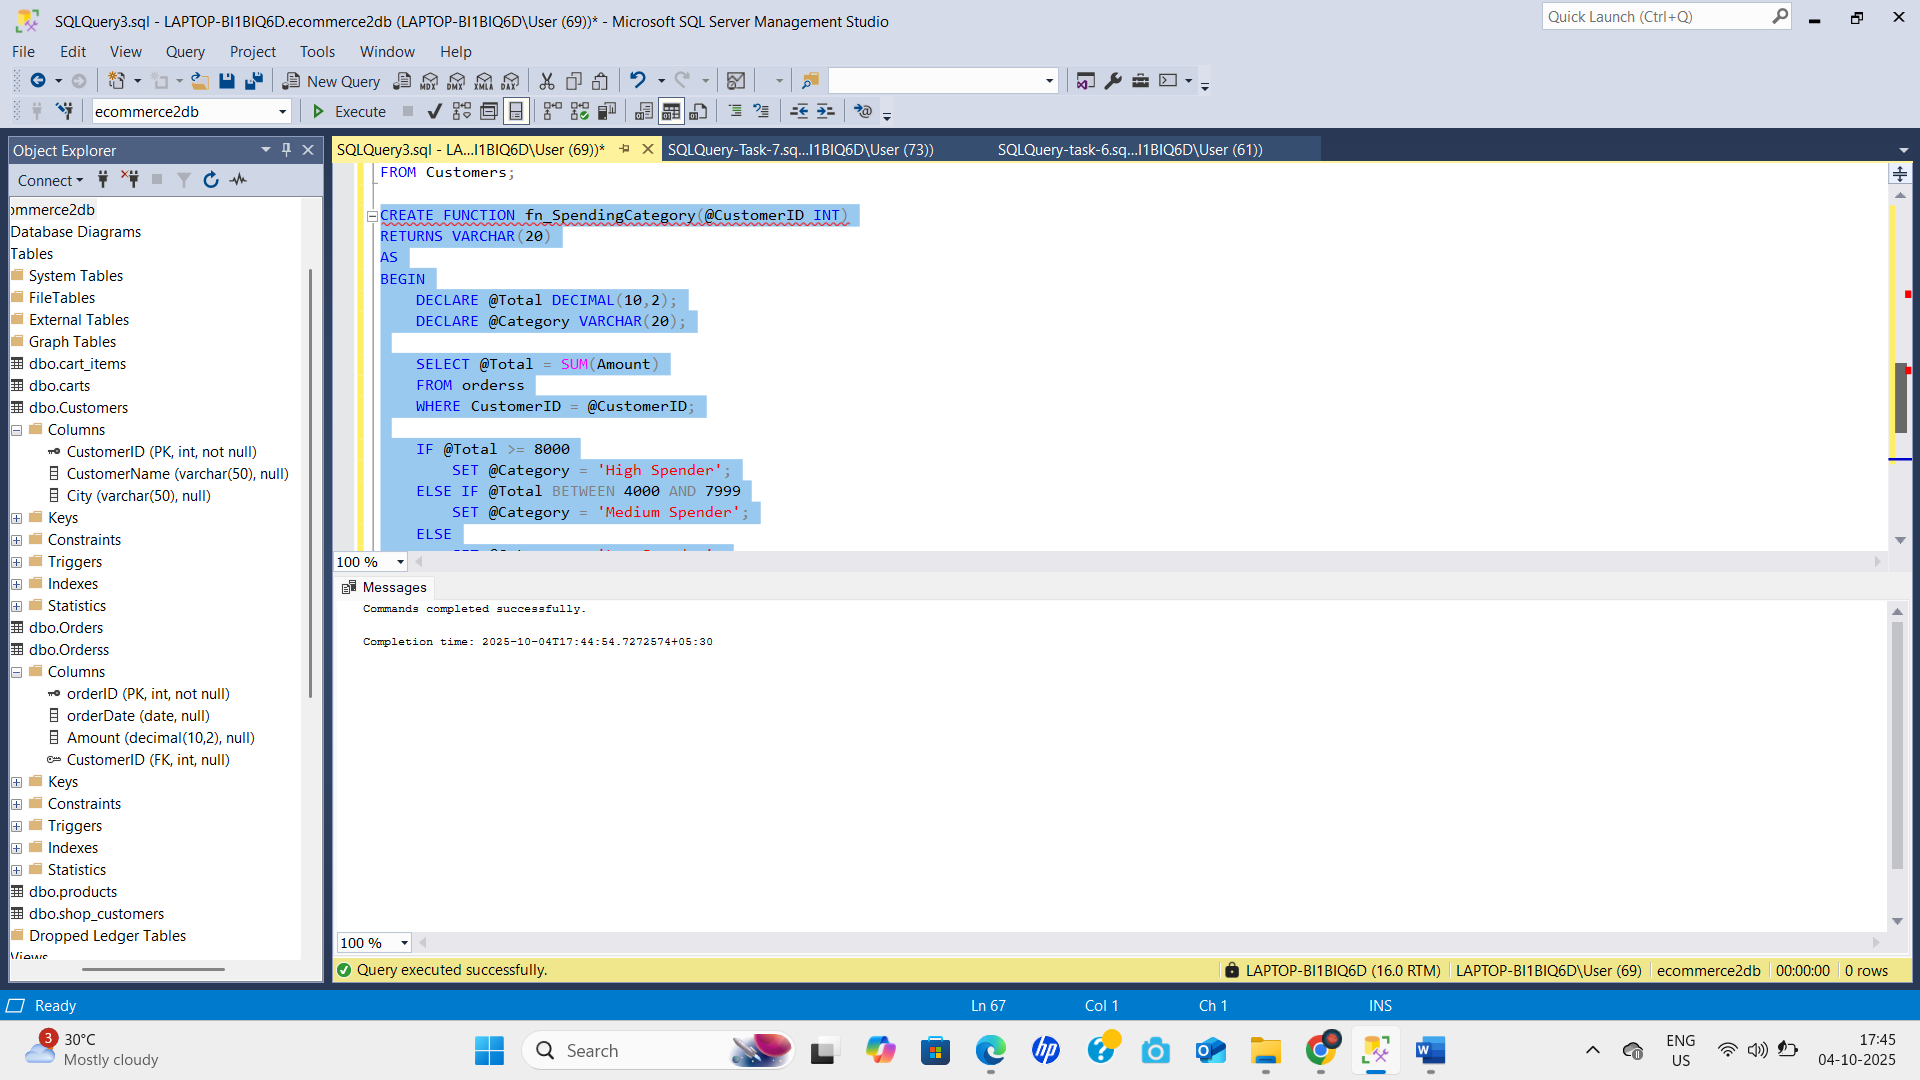 SQLQuery3.sql - LAPTOP-BI1BIQ6D.ecommerce2db (LAPTOP-BI1BIQ6D\User (69))* - Microsoft SQL Server Management Studio
Quick Launch (Ctrl+Q)
File Edit View Query Project Tools Window Help
New Query MDX DMX XMLA DAX
ecommerce2db Execute
Object Explorer
Connect
ommerce2db
Database Diagrams
Tables
System Tables
FileTables
External Tables
Graph Tables
dbo.cart_items
dbo.carts
dbo.Customers
Columns
CustomerID (PK, int, not null)
CustomerName (varchar(50), null)
City (varchar(50), null)
Keys
Constraints
Triggers
Indexes
Statistics
dbo.Orders
dbo.Orderss
Columns
orderID (PK, int, not null)
orderDate (date, null)
Amount (decimal(10,2), null)
CustomerID (FK, int, null)
Keys
Constraints
Triggers
Indexes
Statistics
dbo.products
dbo.shop_customers
Dropped Ledger Tables
Views
SQLQuery3.sql - LA...I1BIQ6D\User (69))* SQLQuery-Task-7.sq...I1BIQ6D\User (73)) SQLQuery-task-6.sq...I1BIQ6D\User (61))
FROM Customers;
CREATE FUNCTION fn_SpendingCategory(@CustomerID INT)
RETURNS VARCHAR(20)
AS
BEGIN
DECLARE @Total DECIMAL(10,2);
DECLARE @Category VARCHAR(20);
SELECT @Total = SUM(Amount)
FROM orderss
WHERE CustomerID = @CustomerID;
IF @Total >= 8000
SET @Category = 'High Spender';
ELSE IF @Total BETWEEN 4000 AND 7999
SET @Category = 'Medium Spender';
ELSE
100 %
Messages
Commands completed successfully.
Completion time: 2025-10-04T17:44:54.7272574+05:30
100 %
Query executed successfully. LAPTOP-BI1BIQ6D (16.0 RTM) LAPTOP-BI1BIQ6D\User (69) ecommerce2db 00:00:00 0 rows
Ready Ln 67 Col 1 Ch 1 INS
3 30°C
Mostly cloudy
Search
hp
ENG
US
17:45
04-10-2025